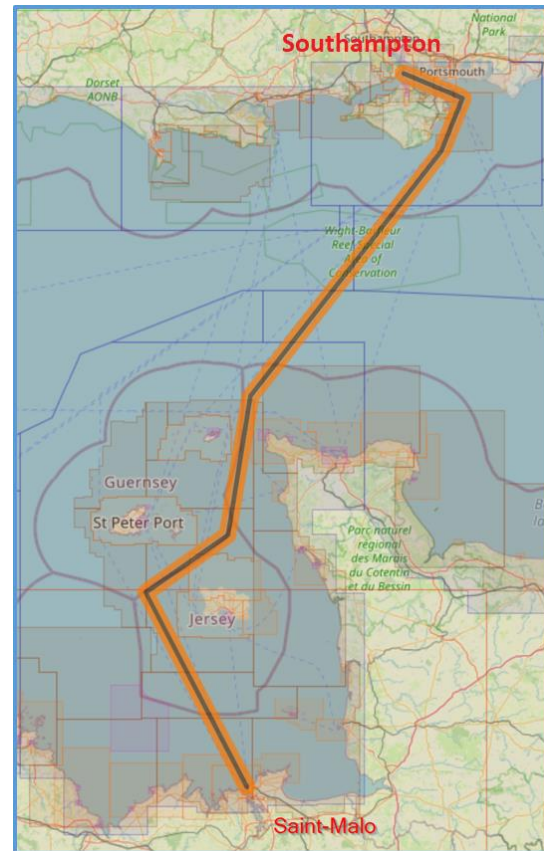 National
Park
Southampton
Southampton
Portsmouth
Dorset
AONB
Wight-Barfleur
Reef Special
Area of
Conservation
Guernsey
St Peter Port
Parc naturel
régional
des Marais
du Cotentin
et du Bessin
Jersey
Saint-Malo